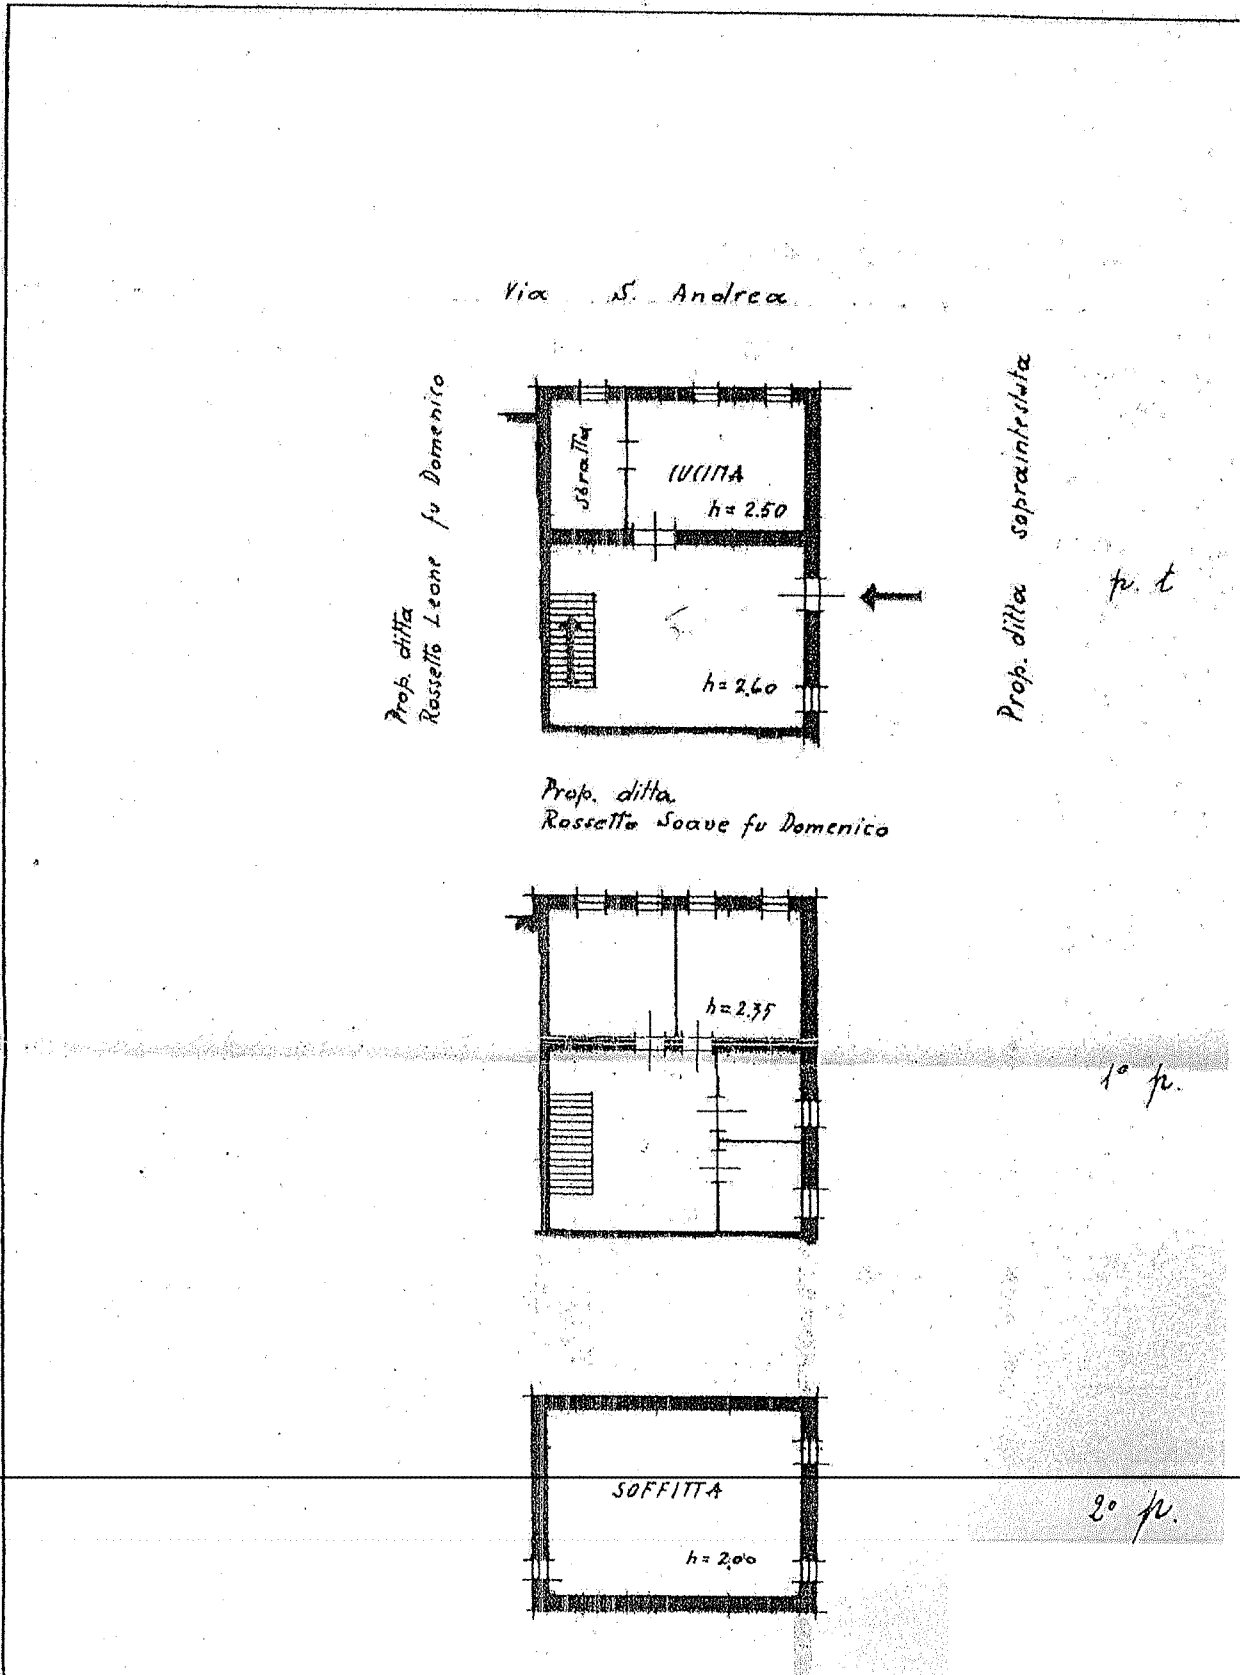 Via S. Andrea
Prop. ditta
Rossetto Leone fu Domenico
Sbratta
CUCINA
h = 2.50
h = 2.60
Prop. ditta sopraintestata
p. t
Prop. ditta
Rossetto Soave fu Domenico
h = 2.35
1° p.
SOFFITTA
h = 2.00
2° p.